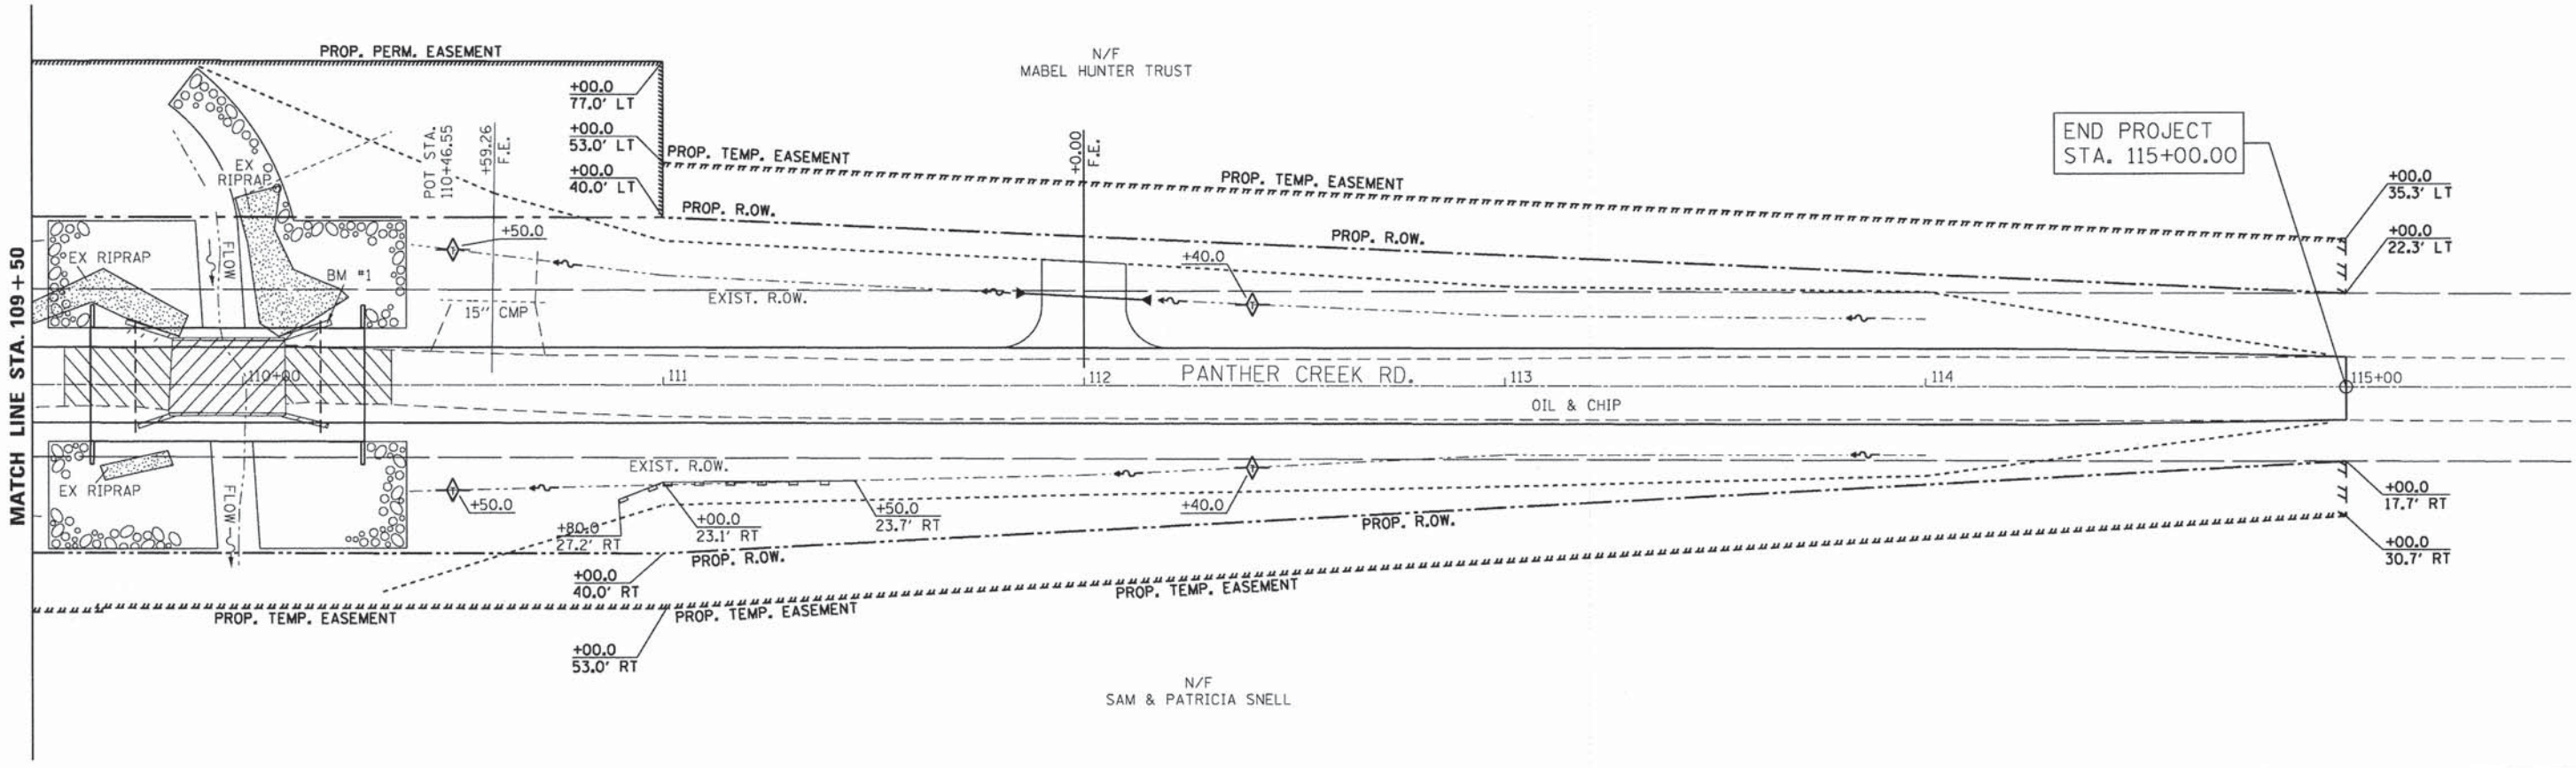 MATCH LINE STA. 109+50
PROP. PERM. EASEMENT
N/F
MABEL HUNTER TRUST
+00.0
77.0' LT
+00.0
53.0' LT
+00.0
40.0' LT
POT STA.
110+46.55
+59.26
F.E.
+0.00
F.E.
PROP. TEMP. EASEMENT
PROP. TEMP. EASEMENT
END PROJECT
STA. 115+00.00
+00.0
35.3' LT
+00.0
22.3' LT
EX
RIPRAP
PROP. R.OW.
PROP. R.OW.
+50.0
+40.0
EX RIPRAP
FLOW
BM #1
EXIST. R.OW.
15" CMP
110+00
111
112
PANTHER CREEK RD.
113
114
115+00
OIL & CHIP
EXIST. R.OW.
EX RIPRAP
FLOW
+50.0
+80.0
27.2' RT
+00.0
23.1' RT
+50.0
23.7' RT
+40.0
PROP. R.OW.
+00.0
17.7' RT
PROP. R.OW.
+00.0
30.7' RT
+00.0
40.0' RT
PROP. TEMP. EASEMENT
PROP. TEMP. EASEMENT
PROP. TEMP. EASEMENT
+00.0
53.0' RT
N/F
SAM & PATRICIA SNELL